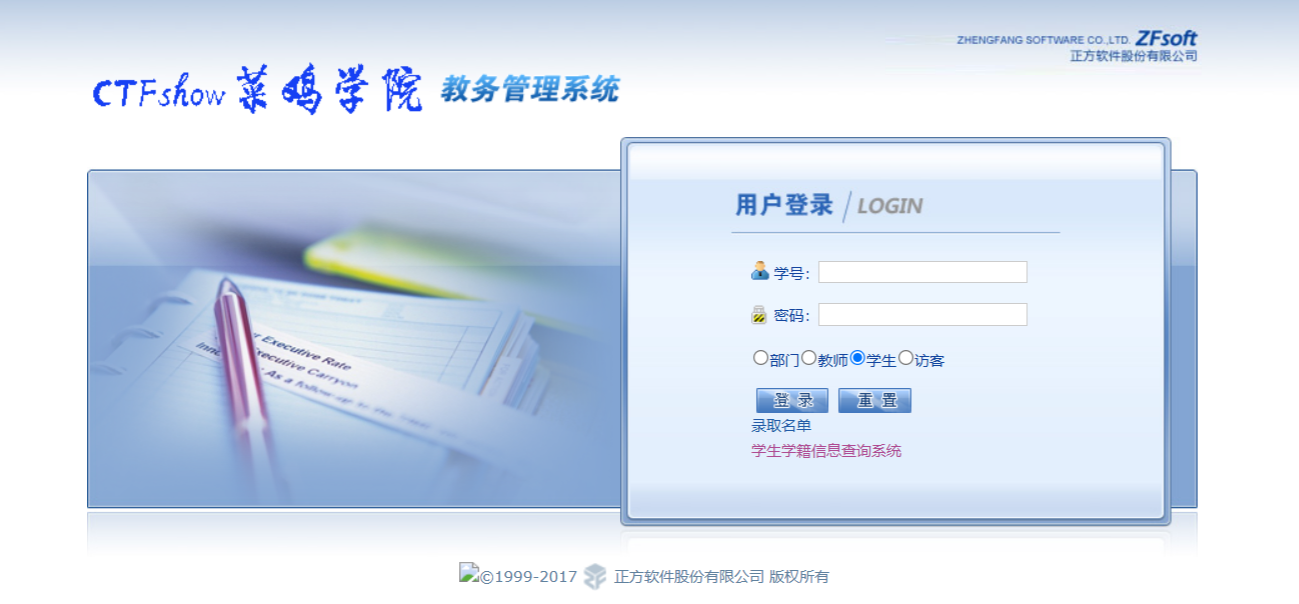 ZHENGFANG SOFTWARE CO.,LTD. ZFsoft
正方软件股份有限公司
CTFshow 菜鸡学院 教务管理系统
用户登录 / LOGIN
学号:
密码:
部门 教师 学生 访客
登 录 重 置
录取名单
学生学籍信息查询系统
Executive Rate
Executive Carryon
As a follow-up to the
©1999-2017 正方软件股份有限公司 版权所有